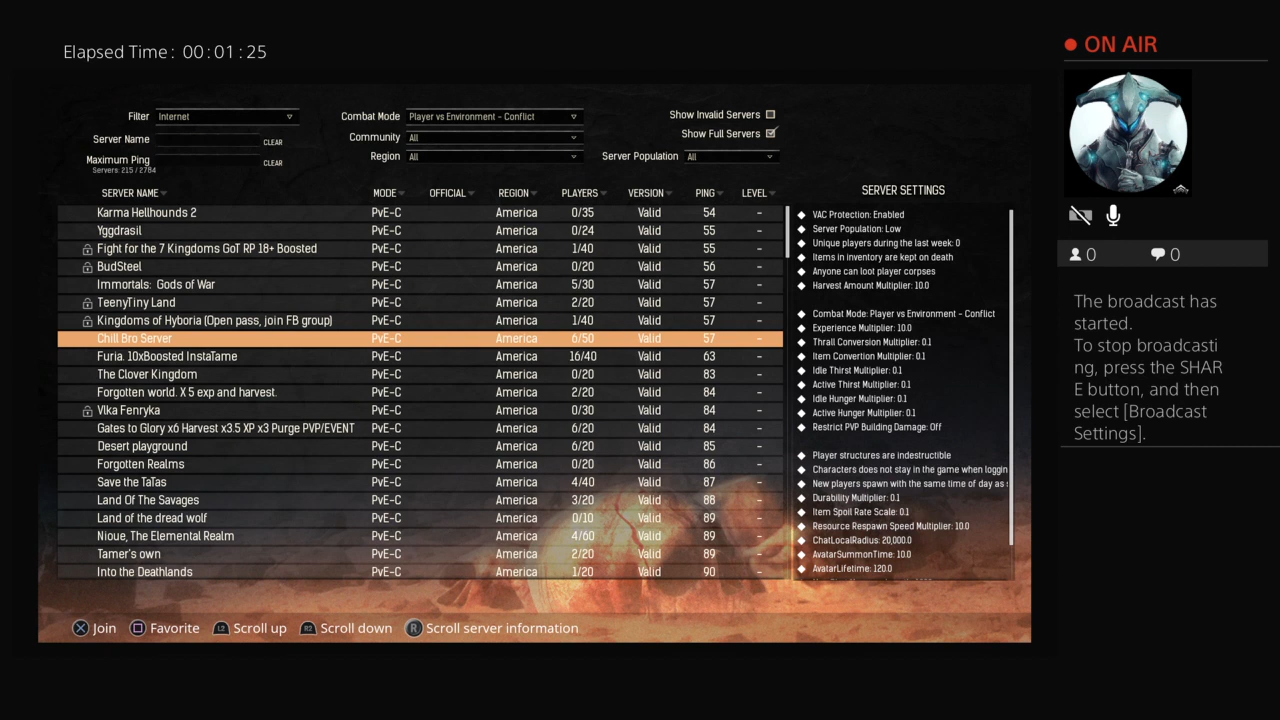 Elapsed Time: 00:01:25
ON AIR
Filter Internet
Combat Mode Player vs Environment - Conflict
Show Invalid Servers
Server Name CLEAR
Community All
Show Full Servers
Maximum Ping CLEAR
Region All
Server Population All
Servers: 215 / 2784
SERVER NAME MODE OFFICIAL REGION PLAYERS VERSION PING LEVEL
Karma Hellhounds 2 PvE-C America 0/35 Valid 54 -
Yggdrasil PvE-C America 0/24 Valid 55 -
Fight for the 7 Kingdoms GoT RP 18+ Boosted PvE-C America 1/40 Valid 55 -
BudSteel PvE-C America 0/20 Valid 56 -
Immortals: Gods of War PvE-C America 5/30 Valid 57 -
TeenyTiny Land PvE-C America 2/20 Valid 57 -
Kingdoms of Hyboria (Open pass, join FB group) PvE-C America 1/40 Valid 57 -
Chill Bro Server PvE-C America 6/50 Valid 57 -
Furia. 10xBoosted InstaTame PvE-C America 16/40 Valid 63 -
The Clover Kingdom PvE-C America 0/20 Valid 83 -
Forgotten world. X 5 exp and harvest. PvE-C America 2/20 Valid 84 -
Vlka Fenryka PvE-C America 0/30 Valid 84 -
Gates to Glory x6 Harvest x3.5 XP x3 Purge PVP/EVENT PvE-C America 6/20 Valid 84 -
Desert playground PvE-C America 6/20 Valid 85 -
Forgotten Realms PvE-C America 0/20 Valid 86 -
Save the TaTas PvE-C America 4/40 Valid 87 -
Land Of The Savages PvE-C America 3/20 Valid 88 -
Land of the dread wolf PvE-C America 0/10 Valid 89 -
Nioue, The Elemental Realm PvE-C America 4/60 Valid 89 -
Tamer's own PvE-C America 2/20 Valid 89 -
Into the Deathlands PvE-C America 1/20 Valid 90 -
SERVER SETTINGS
VAC Protection: Enabled
Server Population: Low
Unique players during the last week: 0
Items in inventory are kept on death
Anyone can loot player corpses
Harvest Amount Multiplier: 10.0
Combat Mode: Player vs Environment - Conflict
Experience Multiplier: 10.0
Thrall Conversion Multiplier: 0.1
Item Convertion Multiplier: 0.1
Idle Thirst Multiplier: 0.1
Active Thirst Multiplier: 0.1
Idle Hunger Multiplier: 0.1
Active Hunger Multiplier: 0.1
Restrict PVP Building Damage: Off
Player structures are indestructible
Characters does not stay in the game when loggin
New players spawn with the same time of day as s
Durability Multiplier: 0.1
Item Spoil Rate Scale: 0.1
Resource Respawn Speed Multiplier: 10.0
ChatLocalRadius: 20,000.0
AvatarSummonTime: 10.0
AvatarLifetime: 120.0
Join Favorite L2 Scroll up R2 Scroll down R Scroll server information
0 0
The broadcast has
started.
To stop broadcasti
ng, press the SHAR
E button, and then
select [Broadcast
Settings].